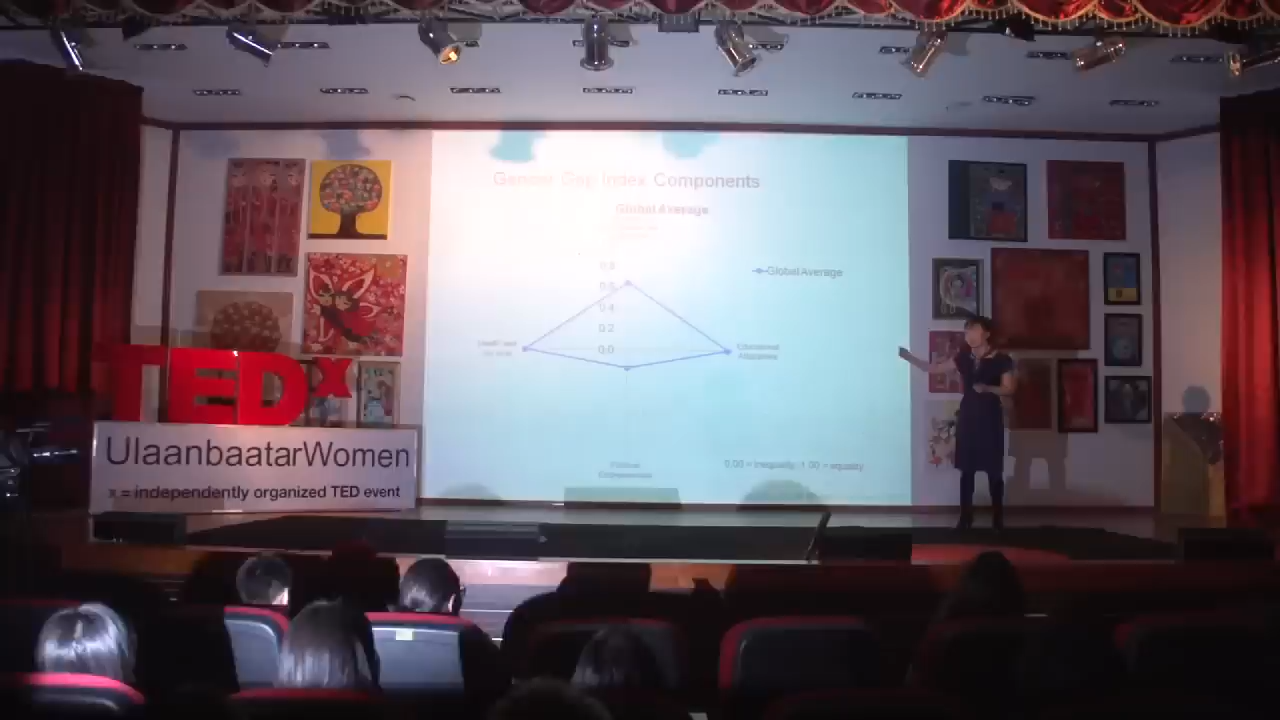 TEDx
UlaanbaatarWomen
x = independently organized TED event
Gender Gap Index Components
Global Average
0.8
0.6
0.4
0.2
0.0
Global Average
Educational
Attainment
Political
Empowerment
0.00 = inequality, 1.00 = equality